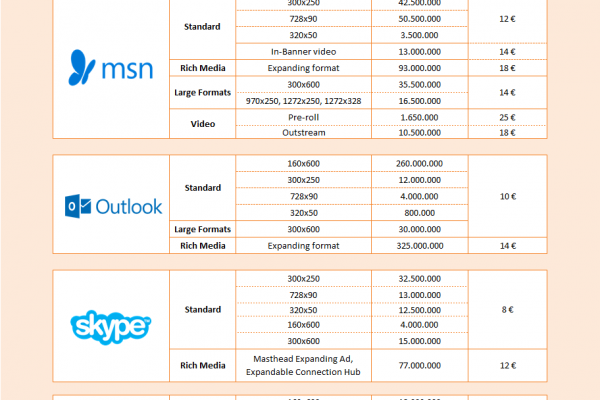 300x250 42.500.000
Standard 728x90 50.500.000 12 €
320x50 3.500.000
In-Banner video 13.000.000 14 €
msn
Rich Media Expanding format 93.000.000 18 €
Large Formats 300x600 35.500.000 14 €
970x250, 1272x250, 1272x328 16.500.000
Video Pre-roll 1.650.000 25 €
Outstream 10.500.000 18 €
160x600 260.000.000
Standard 300x250 12.000.000
728x90 4.000.000 10 €
Outlook
320x50 800.000
Large Formats 300x600 30.000.000
Rich Media Expanding format 325.000.000 14 €
300x250 32.500.000
728x90 13.000.000
Standard 320x50 12.500.000 8 €
skype
160x600 4.000.000
300x600 15.000.000
Rich Media Masthead Expanding Ad, 77.000.000 12 €
Expandable Connection Hub